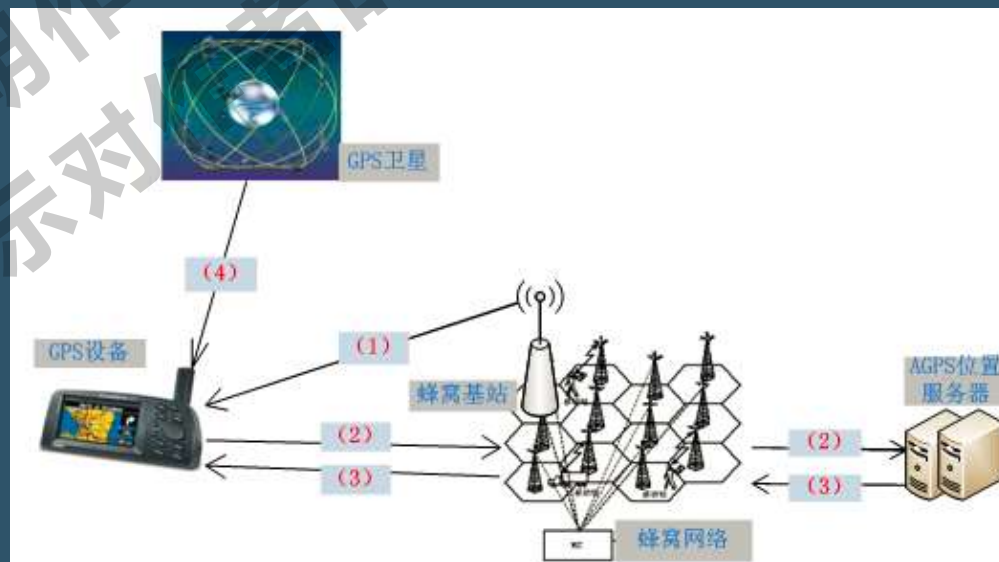 GPS卫星
(4)
GPS设备
(1)
蜂窝基站
AGPS位置
服务器
(2)
(2)
(3)
(3)
蜂窝网络